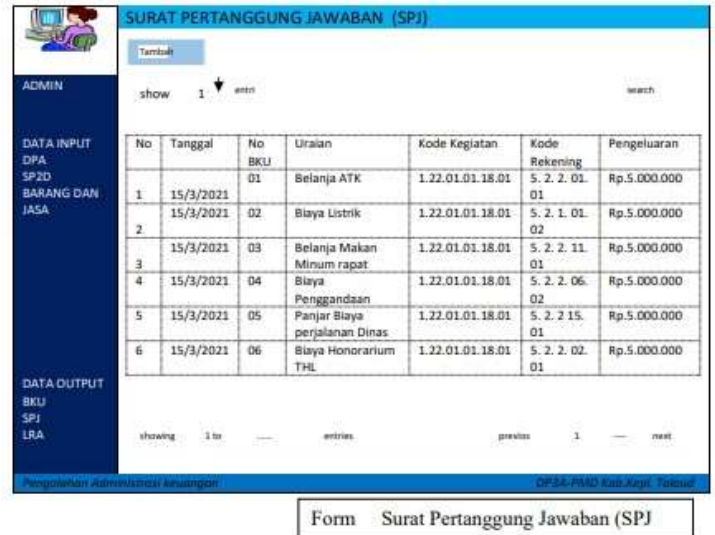 SURAT PERTANGGUNG JAWABAN (SPJ)
Tambah
ADMIN
show 1 entri search
DATA INPUT
DPA
SP2D
BARANG DAN
JASA
No Tanggal No BKU Uraian Kode Kegiatan Kode Rekening Pengeluaran
1 15/3/2021 01 Belanja ATK 1.22.01.01.18.01 5. 2. 2. 01. 01 Rp.5.000.000
2 15/3/2021 02 Biaya Listrik 1.22.01.01.18.01 5. 2. 1. 01. 02 Rp.5.000.000
3 15/3/2021 03 Belanja Makan Minum rapat 1.22.01.01.18.01 5. 2. 2. 11. 01 Rp.5.000.000
4 15/3/2021 04 Biaya Penggandaan 1.22.01.01.18.01 5. 2. 2. 06. 02 Rp.5.000.000
5 15/3/2021 05 Panjar Biaya perjalanan Dinas 1.22.01.01.18.01 5. 2. 2 15. 01 Rp.5.000.000
6 15/3/2021 06 Biaya Honorarium THL 1.22.01.01.18.01 5. 2. 2. 02. 01 Rp.5.000.000
DATA OUTPUT
BKU
SPJ
LRA
showing 1 to ..... entries previos 1 ---- next
Pengolahan Administrasi keuangan DP3A-PMD Kab.Kepl. Talaud
Form Surat Pertanggung Jawaban (SPJ